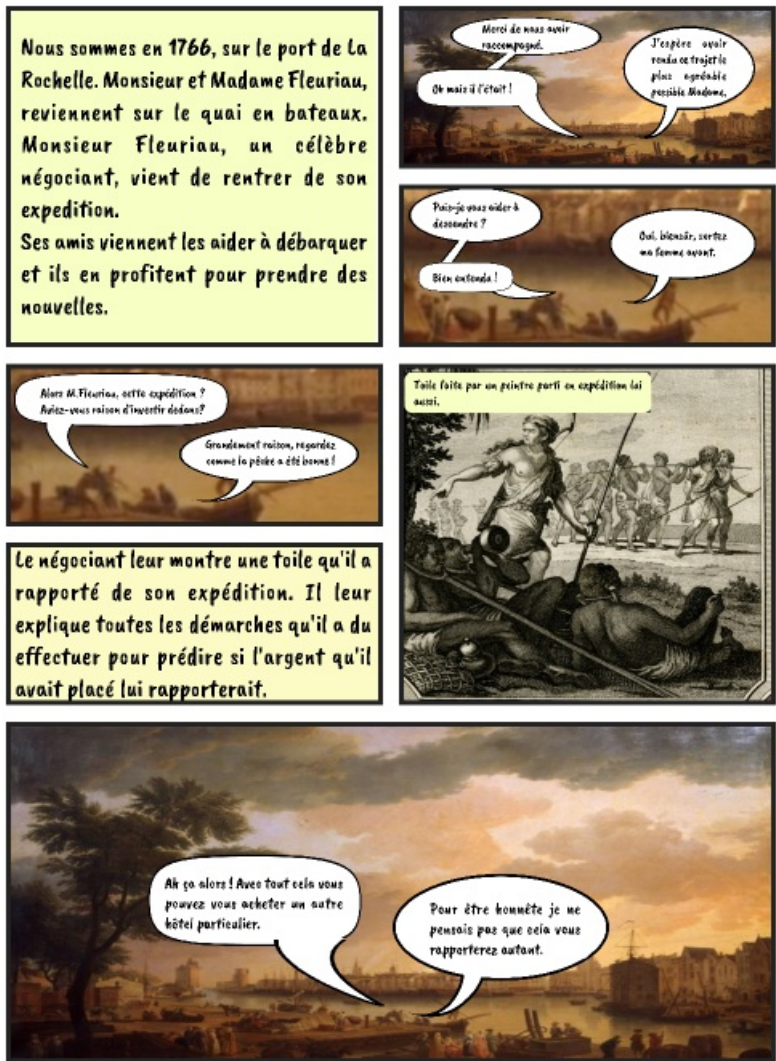 Nous sommes en 1766, sur le port de La
Rochelle. Monsieur et Madame Fleuriau,
reviennent sur le quai en bateaux.
Monsieur Fleuriau, un célèbre
négociant, vient de rentrer de son
expedition.
Ses amis viennent les aider à débarquer
et ils en profitent pour prendre des
nouvelles.
Merci de nous avoir
raccompagné.
Oh mais il l'était !
J'espère avoir
rendu ce trajet le
plus agréable
possible Madame.
Puis-je vous aider à
descendre ?
Bien entendu !
Oui, biensûr, sortez
ma femme avant.
Alors M.Fleuriau, cette expédition ?
Aviez-vous raison d'investir dedans?
Grandement raison, regardez
comme la pêche a été bonne !
Toile faite par un peintre parti en expédition lui
aussi.
Le négociant leur montre une toile qu'il a
rapporté de son expédition. Il leur
explique toutes les démarches qu'il a du
effectuer pour prédire si l'argent qu'il
avait placé lui rapporterait.
Ah ça alors ! Avec tout cela vous
pouvez vous acheter un autre
hôtel particulier.
Pour être honnête je ne
pensais pas que cela vous
rapporterez autant.